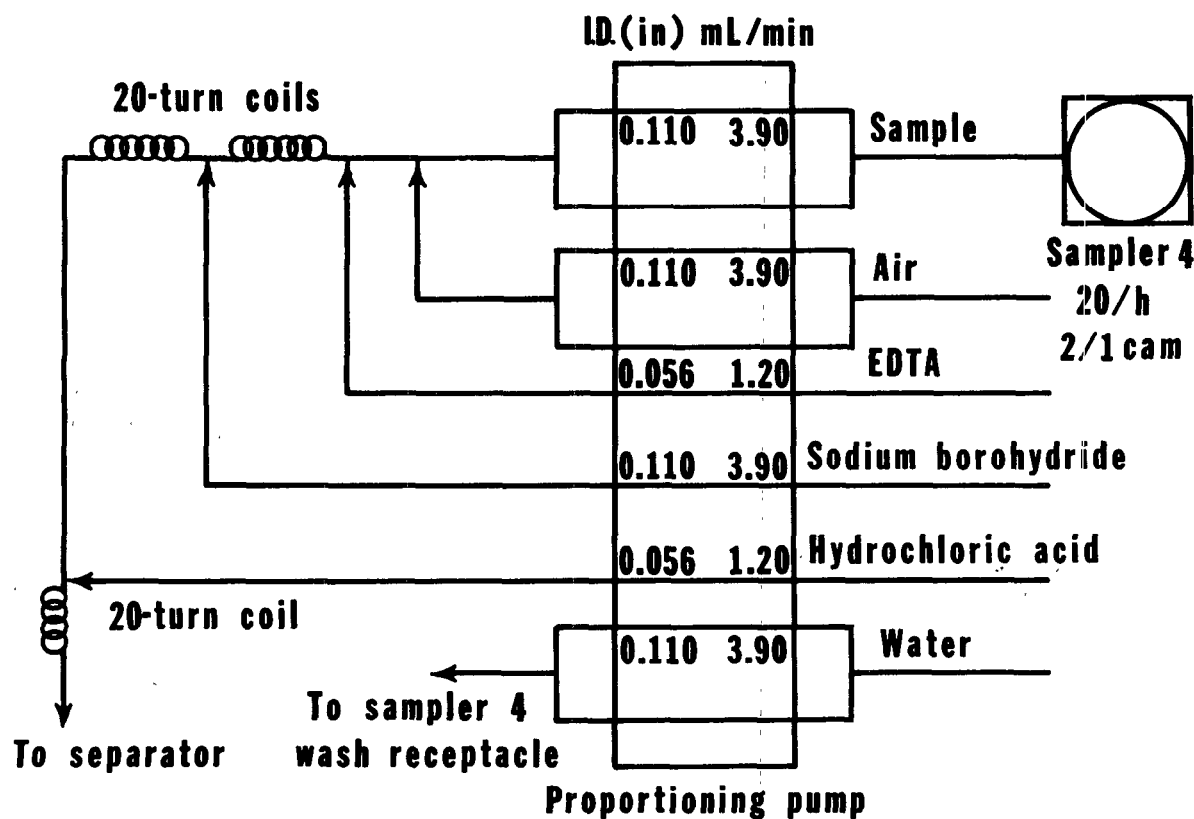 I.D.(in) mL/min
20-turn coils
0.110 3.90 Sample
Sampler 4
20/h
2/1 cam
0.110 3.90 Air
0.056 1.20 EDTA
0.110 3.90 Sodium borohydride
0.056 1.20 Hydrochloric acid
20-turn coil
0.110 3.90 Water
To sampler 4
wash receptacle
To separator
Proportioning pump